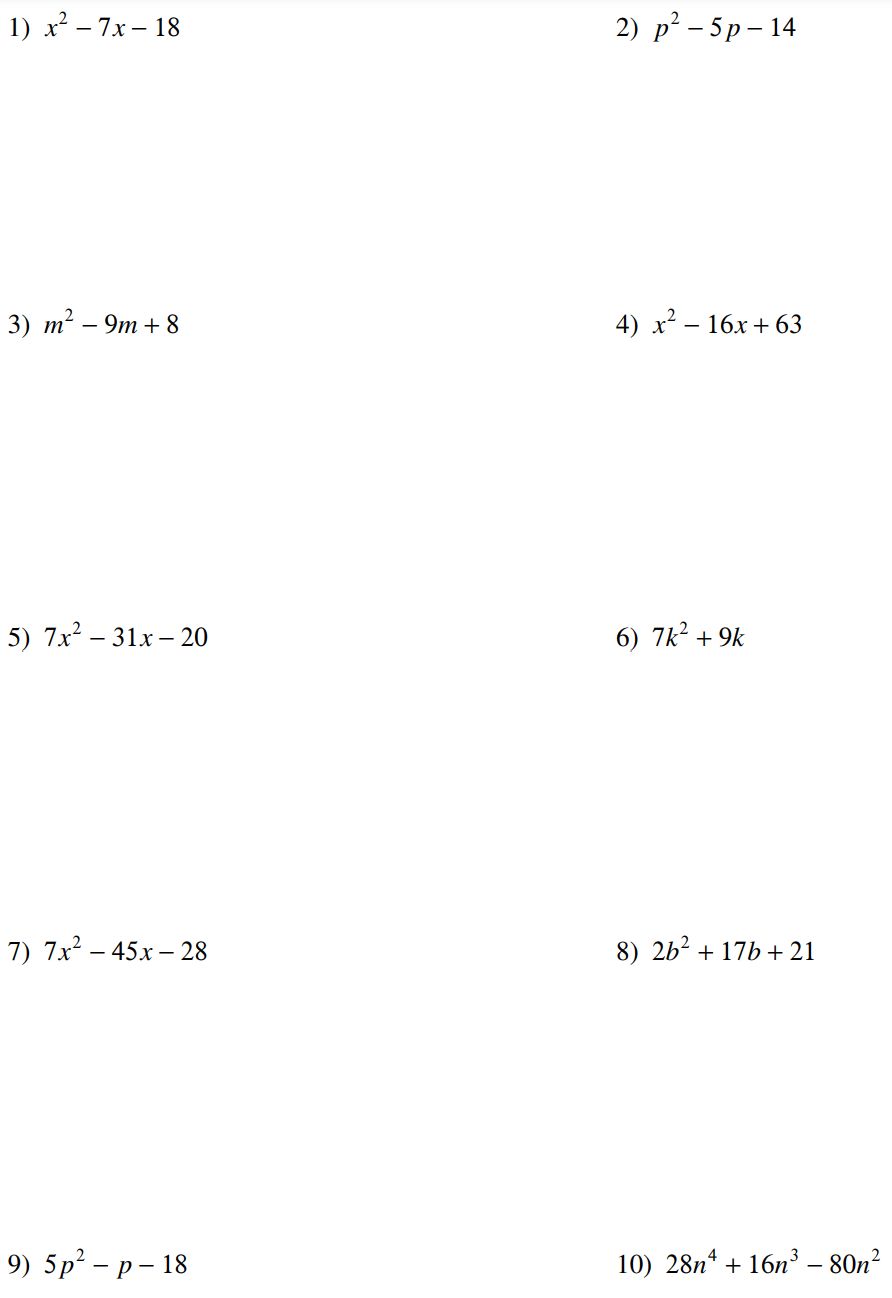 1) x² − 7x − 18
2) p² − 5p − 14
3) m² − 9m + 8
4) x² − 16x + 63
5) 7x² − 31x − 20
6) 7k² + 9k
7) 7x² − 45x − 28
8) 2b² + 17b + 21
9) 5p² − p − 18
10) 28n⁴ + 16n³ − 80n²